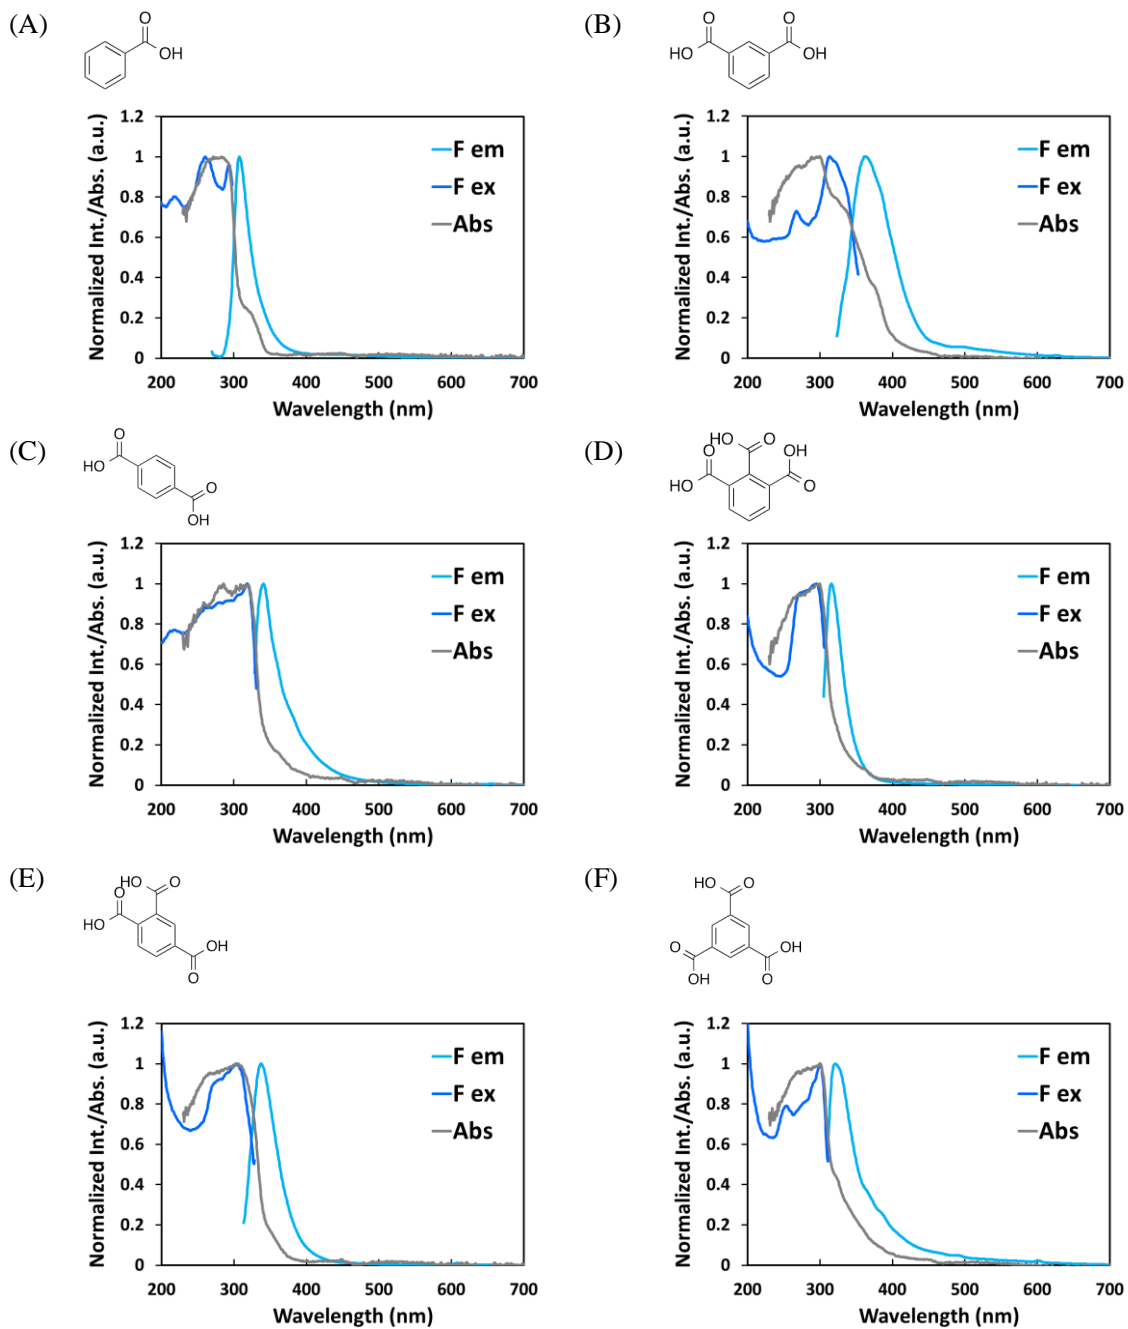 (A)
O
OH
1.2
1
0.8
0.6
0.4
0.2
0
Normalized Int./Abs. (a.u.)
F em
F ex
Abs
200 300 400 500 600 700
Wavelength (nm)
(B)
O O
HO OH
1.2
1
0.8
0.6
0.4
0.2
0
Normalized Int./Abs. (a.u.)
F em
F ex
Abs
200 300 400 500 600 700
Wavelength (nm)
(C)
O
HO
O
OH
1.2
1
0.8
0.6
0.4
0.2
0
Normalized Int./Abs. (a.u.)
F em
F ex
Abs
200 300 400 500 600 700
Wavelength (nm)
(D)
HO O
O OH
HO O
1.2
1
0.8
0.6
0.4
0.2
0
Normalized Int./Abs. (a.u.)
F em
F ex
Abs
200 300 400 500 600 700
Wavelength (nm)
(E)
HO O
O
HO
OH
O
1.2
1
0.8
0.6
0.4
0.2
0
Normalized Int./Abs. (a.u.)
F em
F ex
Abs
200 300 400 500 600 700
Wavelength (nm)
(F)
HO O
O OH
OH O
1.2
1
0.8
0.6
0.4
0.2
0
Normalized Int./Abs. (a.u.)
F em
F ex
Abs
200 300 400 500 600 700
Wavelength (nm)